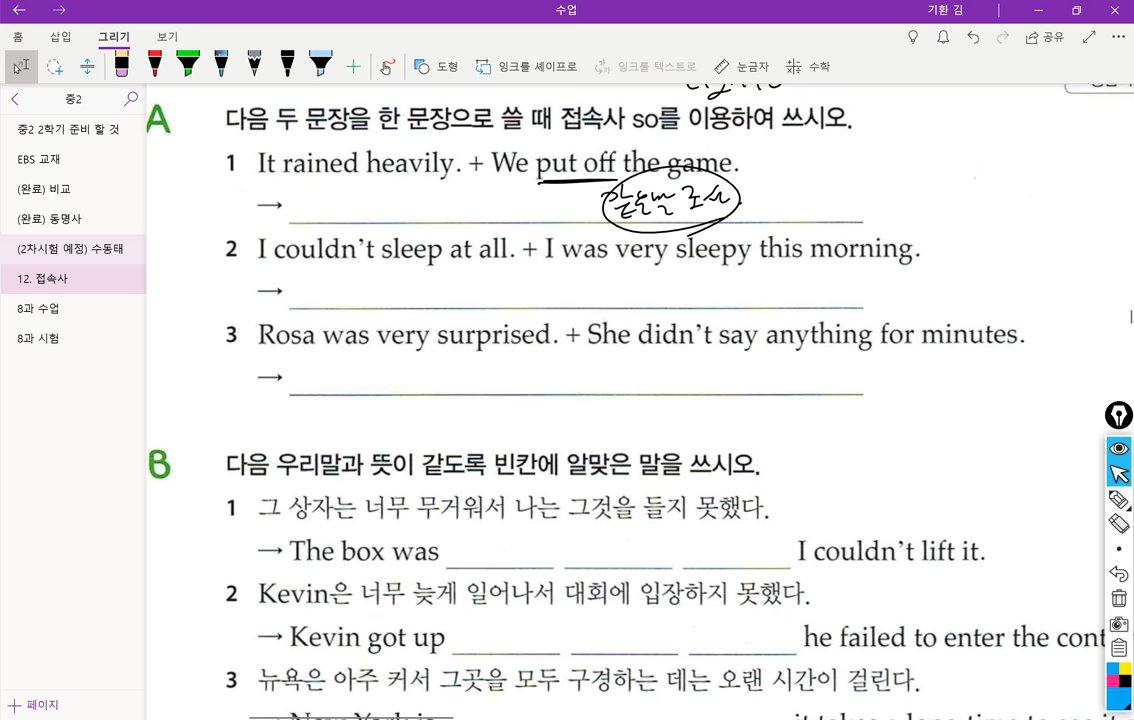 수업
기환 김
홈 삽입 그리기 보기
도형 잉크를 셰이프로 잉크를 텍스트로 눈금자 수학 공유
중2
중2 2학기 준비 할 것
EBS 교재
(완료) 비교
(완료) 동명사
(2차시험 예정) 수동태
12. 접속사
8과 수업
8과 시험
페이지
A 다음 두 문장을 한 문장으로 쓸 때 접속사 so를 이용하여 쓰시오.
1 It rained heavily. + We put off the game.
→
2 I couldn't sleep at all. + I was very sleepy this morning.
→
3 Rosa was very surprised. + She didn't say anything for minutes.
→
B 다음 우리말과 뜻이 같도록 빈칸에 알맞은 말을 쓰시오.
1 그 상자는 너무 무거워서 나는 그것을 들지 못했다.
→ The box was I couldn't lift it.
2 Kevin은 너무 늦게 일어나서 대회에 입장하지 못했다.
→ Kevin got up he failed to enter the cont
3 뉴욕은 아주 커서 그곳을 모두 구경하는 데는 오랜 시간이 걸린다.